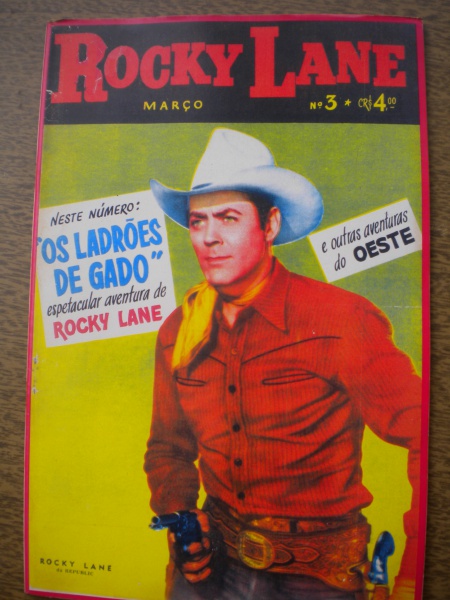 ROCKY LANE
MARÇO
Nº 3 * CR$ 4,00
NESTE NÚMERO:
"OS LADRÕES
DE GADO"
espetacular aventura de
ROCKY LANE
e outras aventuras
do OESTE
ROCKY LANE
by REPUBLIC